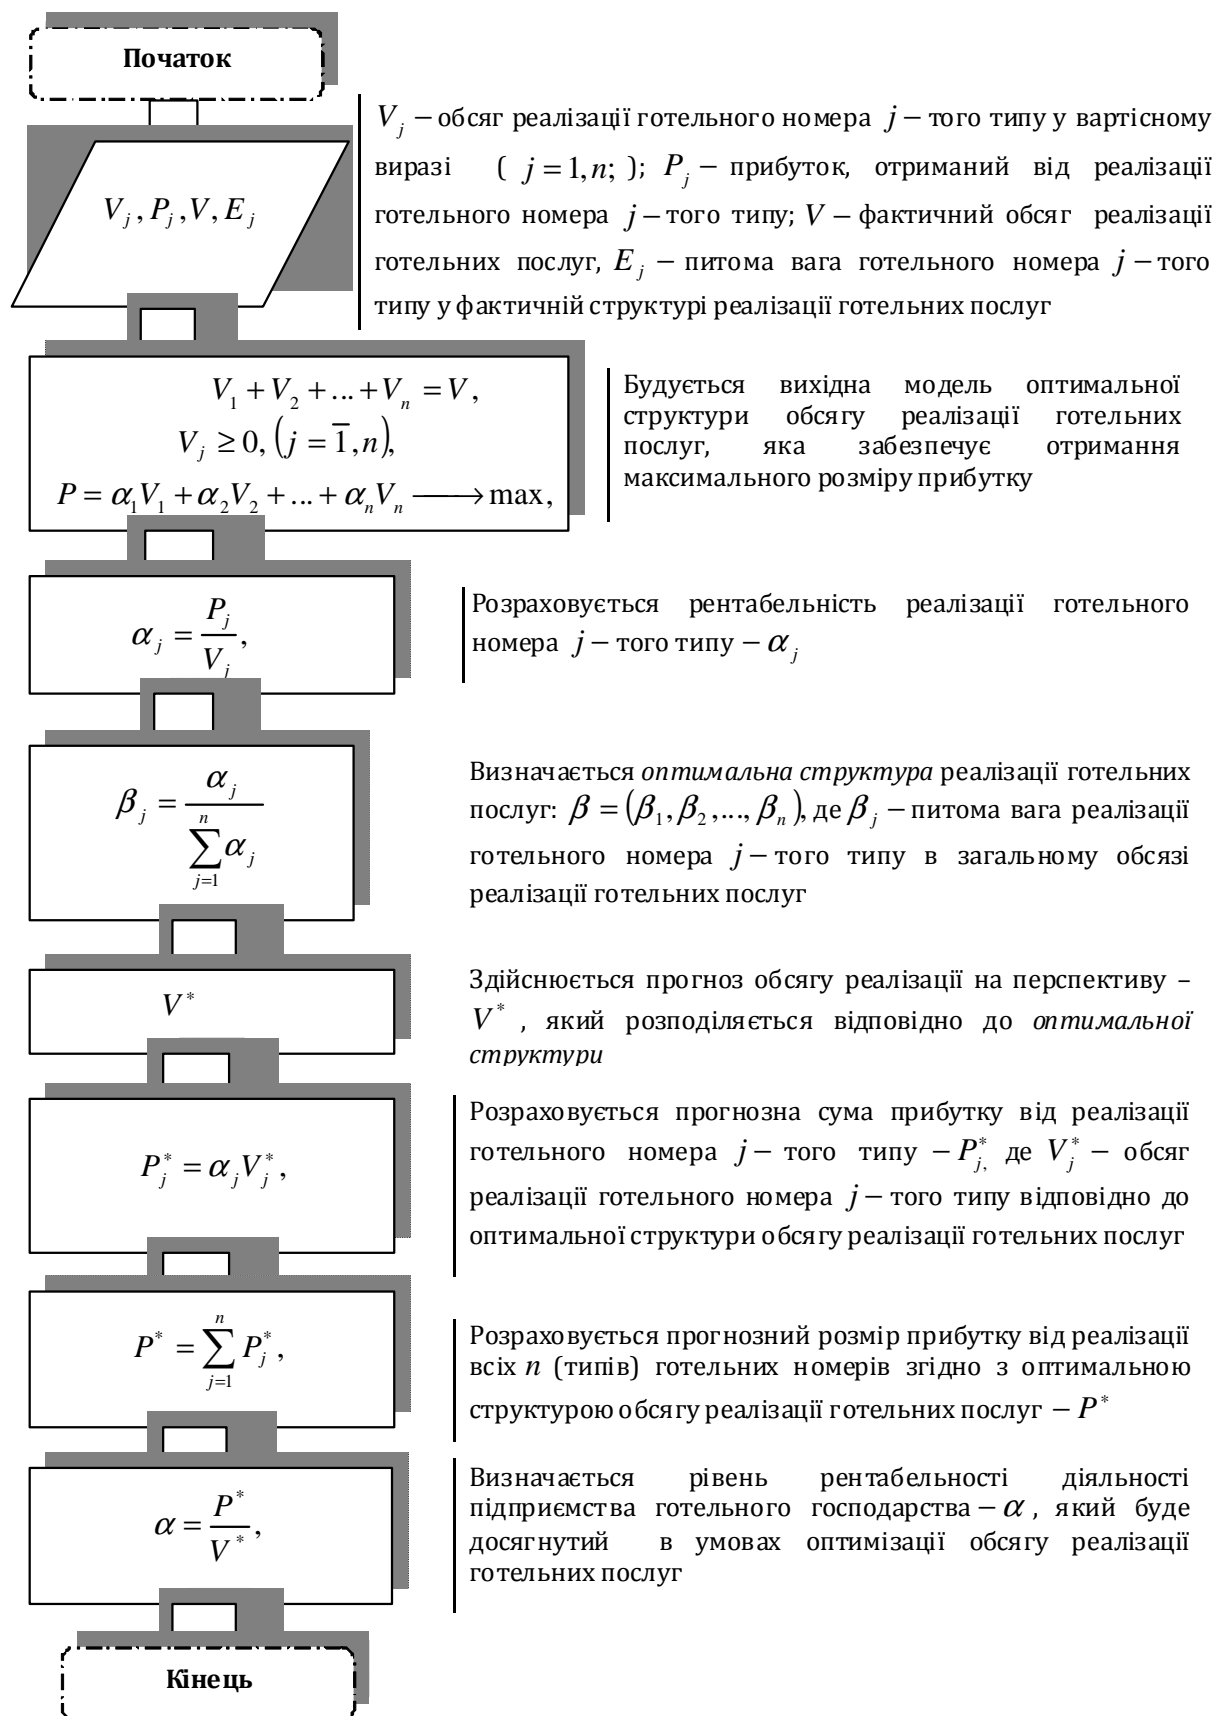 Початок
V_j – обсяг реалізації готельного номера j – того типу у вартісному
виразі ( j = 1, n; ); P_j – прибуток, отриманий від реалізації
готельного номера j – того типу; V – фактичний обсяг реалізації
готельних послуг, E_j – питома вага готельного номера j – того
типу у фактичній структурі реалізації готельних послуг
V_j, P_j, V, E_j
V_1 + V_2 + ... + V_n = V,
V_j ≥ 0, (j = 1̅, n),
P = α_1V_1 + α_2V_2 + ... + α_nV_n ⟶ max,
Будується вихідна модель оптимальної
структури обсягу реалізації готельних
послуг, яка забезпечує отримання
максимального розміру прибутку
α_j = P_j / V_j,
Розраховується рентабельність реалізації готельного
номера j – того типу – α_j
β_j = α_j / ∑_{j=1}^{n} α_j
Визначається оптимальна структура реалізації готельних
послуг: β = (β_1, β_2, ..., β_n), де β_j – питома вага реалізації
готельного номера j – того типу в загальному обсязі
реалізації готельних послуг
V*
Здійснюється прогноз обсягу реалізації на перспективу –
V* , який розподіляється відповідно до оптимальної
структури
P_j* = α_j V_j*,
Розраховується прогнозна сума прибутку від реалізації
готельного номера j – того типу – P_j,* де V_j* – обсяг
реалізації готельного номера j – того типу відповідно до
оптимальної структури обсягу реалізації готельних послуг
P* = ∑_{j=1}^{n} P_j*,
Розраховується прогнозний розмір прибутку від реалізації
всіх n (типів) готельних номерів згідно з оптимальною
структурою обсягу реалізації готельних послуг – P*
α = P* / V*,
Визначається рівень рентабельності діяльності
підприємства готельного господарства – α , який буде
досягнутий в умовах оптимізації обсягу реалізації
готельних послуг
Кінець